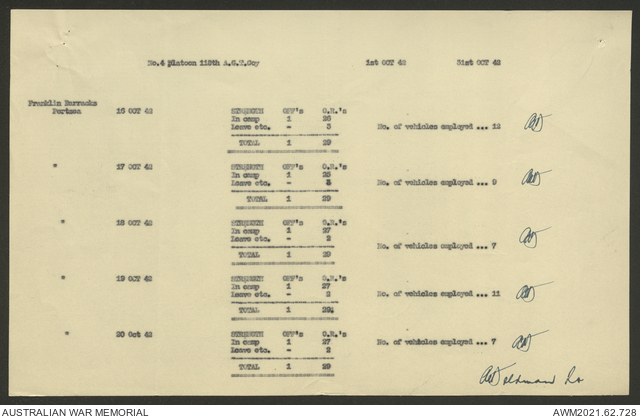 No.4 Platoon 118th A.G.T.Coy 1st OCT 42 31st OCT 42
Franklin Barracks
Portsea 16 OCT 42 STRENGTH OFF's O.R.'s
In camp 1 26
Leave etc. - 3 No. of vehicles employed ... 12
TOTAL 1 29
" 17 OCT 42 STRENGTH OFF's O.R.'s
In camp 1 26
Leave etc. - 3 No. of vehicles employed ... 9
TOTAL 1 29
" 18 OCT 42 STRENGTH OFF's O.R.'s
In camp 1 27
Leave etc. - 2 No. of vehicles employed ... 7
TOTAL 1 29
" 19 OCT 42 STRENGTH OFF's O.R.'s
In camp 1 27
Leave etc. - 2 No. of vehicles employed ... 11
TOTAL 1 29
" 20 Oct 42 STRENGTH OFF's O.R.'s
In camp 1 27
Leave etc. - 2 No. of vehicles employed ... 7
TOTAL 1 29
AUSTRALIAN WAR MEMORIAL AWM2021.62.728